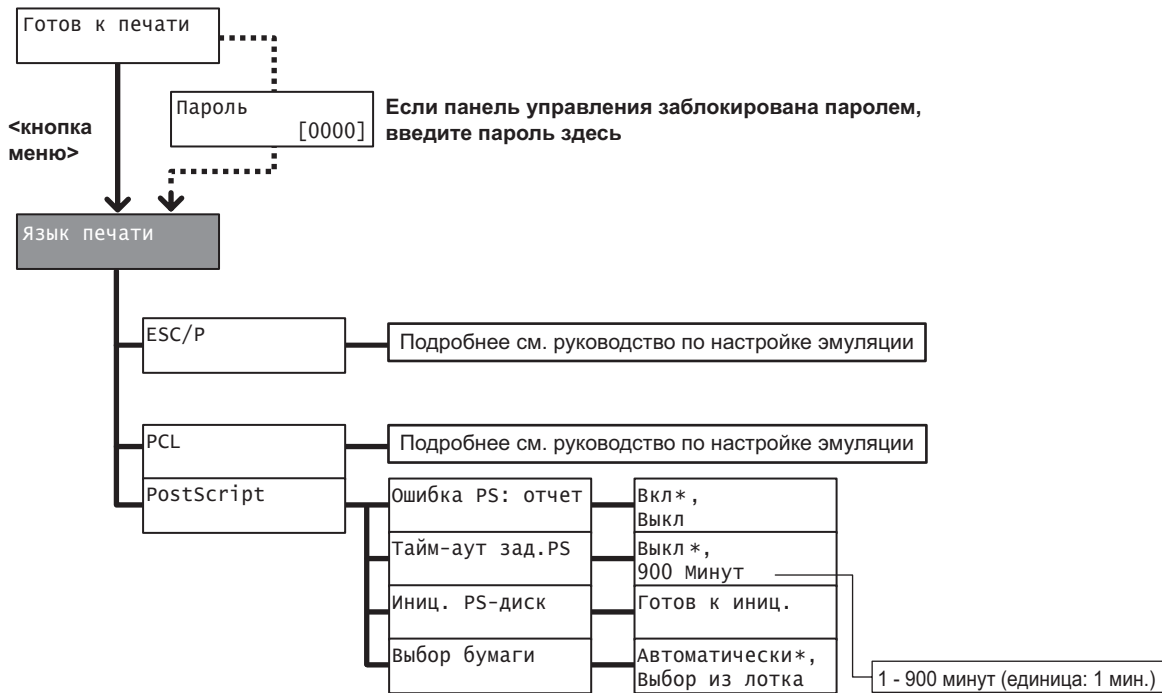 Готов к печати
Пароль
[0000]
Если панель управления заблокирована паролем,
введите пароль здесь
<кнопка
меню>
Язык печати
ESC/P
Подробнее см. руководство по настройке эмуляции
PCL
Подробнее см. руководство по настройке эмуляции
PostScript
Ошибка PS: отчет
Вкл*,
Выкл
Тайм-аут зад.PS
Выкл*,
900 Минут
Иниц. PS-диск
Готов к иниц.
Выбор бумаги
Автоматически*,
Выбор из лотка
1 - 900 минут (единица: 1 мин.)